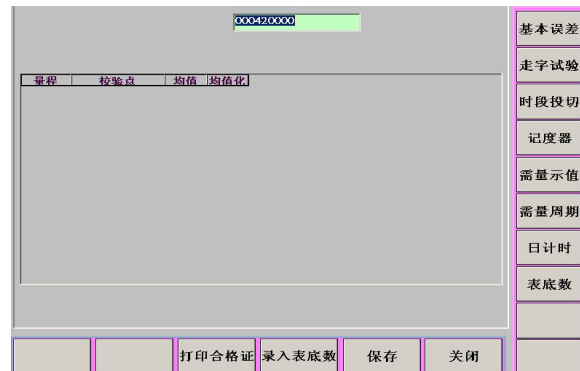 000420000
量程 校验点 均值 均值化
基本误差
走字试验
时段投切
记度器
需量示值
需量周期
日计时
表底数
打印合格证 录入表底数 保存 关闭